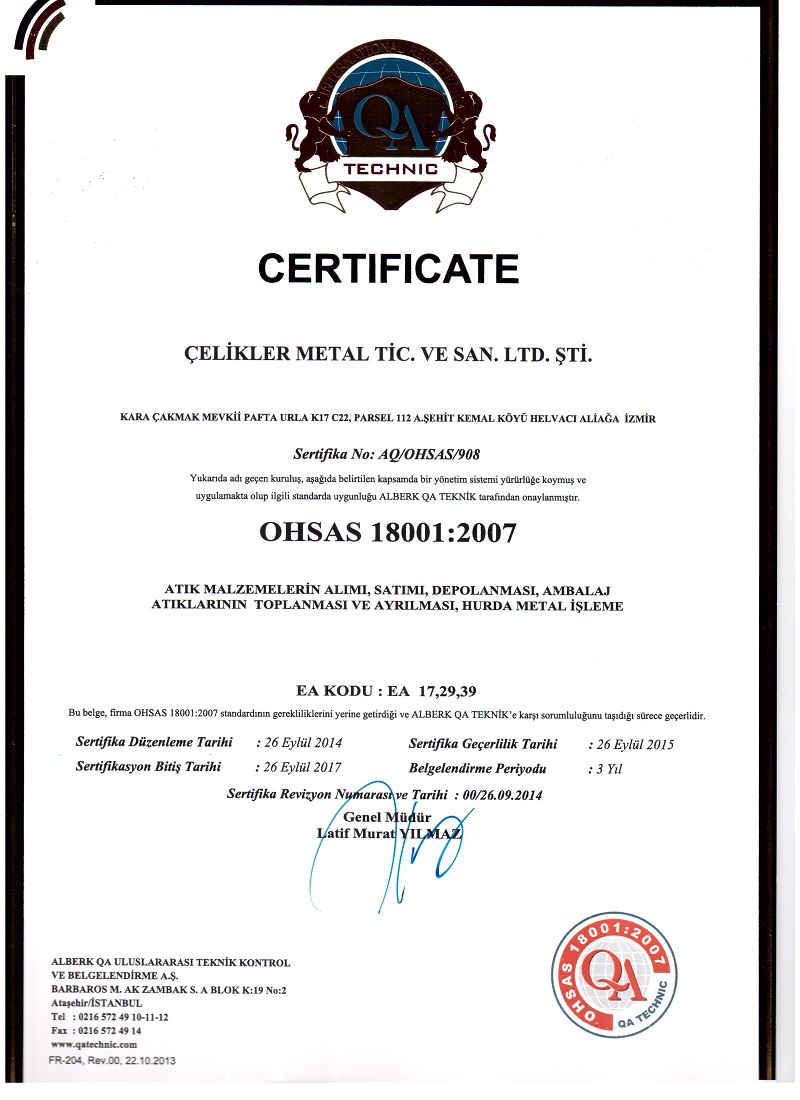 INTERNATIONAL
QA
TECHNIC
CERTIFICATE
ÇELİKLER METAL TİC. VE SAN. LTD. ŞTİ.
KARA ÇAKMAK MEVKİİ PAFTA URLA K17 C22, PARSEL 112 A.ŞEHİT KEMAL KÖYÜ HELVACI ALİAĞA İZMİR
Sertifika No: AQ/OHSAS/908
Yukarıda adı geçen kuruluş, aşağıda belirtilen kapsamda bir yönetim sistemi yürürlüğe koymuş ve
uygulamakta olup ilgili standarda uygunluğu ALBERK QA TEKNİK tarafından onaylanmıştır.
OHSAS 18001:2007
ATIK MALZEMELERİN ALIMI, SATIMI, DEPOLANMASI, AMBALAJ
ATIKLARININ TOPLANMASI VE AYRILMASI, HURDA METAL İŞLEME
EA KODU : EA 17,29,39
Bu belge, firma OHSAS 18001:2007 standardının gerekliliklerini yerine getirdiği ve ALBERK QA TEKNİK'e karşı sorumluluğunu taşıdığı sürece geçerlidir.
Sertifika Düzenleme Tarihi : 26 Eylül 2014 Sertifika Geçerlilik Tarihi : 26 Eylül 2015
Sertifikasyon Bitiş Tarihi : 26 Eylül 2017 Belgelendirme Periyodu : 3 Yıl
Sertifika Revizyon Numarası ve Tarihi : 00/26.09.2014
Genel Müdür
Latif Murat YILMAZ
ALBERK QA ULUSLARARASI TEKNİK KONTROL
VE BELGELENDİRME A.Ş.
BARBAROS M. AK ZAMBAK S. A BLOK K:19 No:2
Ataşehir/İSTANBUL
Tel : 0216 572 49 10-11-12
Fax : 0216 572 49 14
www.qatechnic.com
FR-204, Rev.00, 22.10.2013
OHSAS 18001:2007
QA
QA TECHNIC